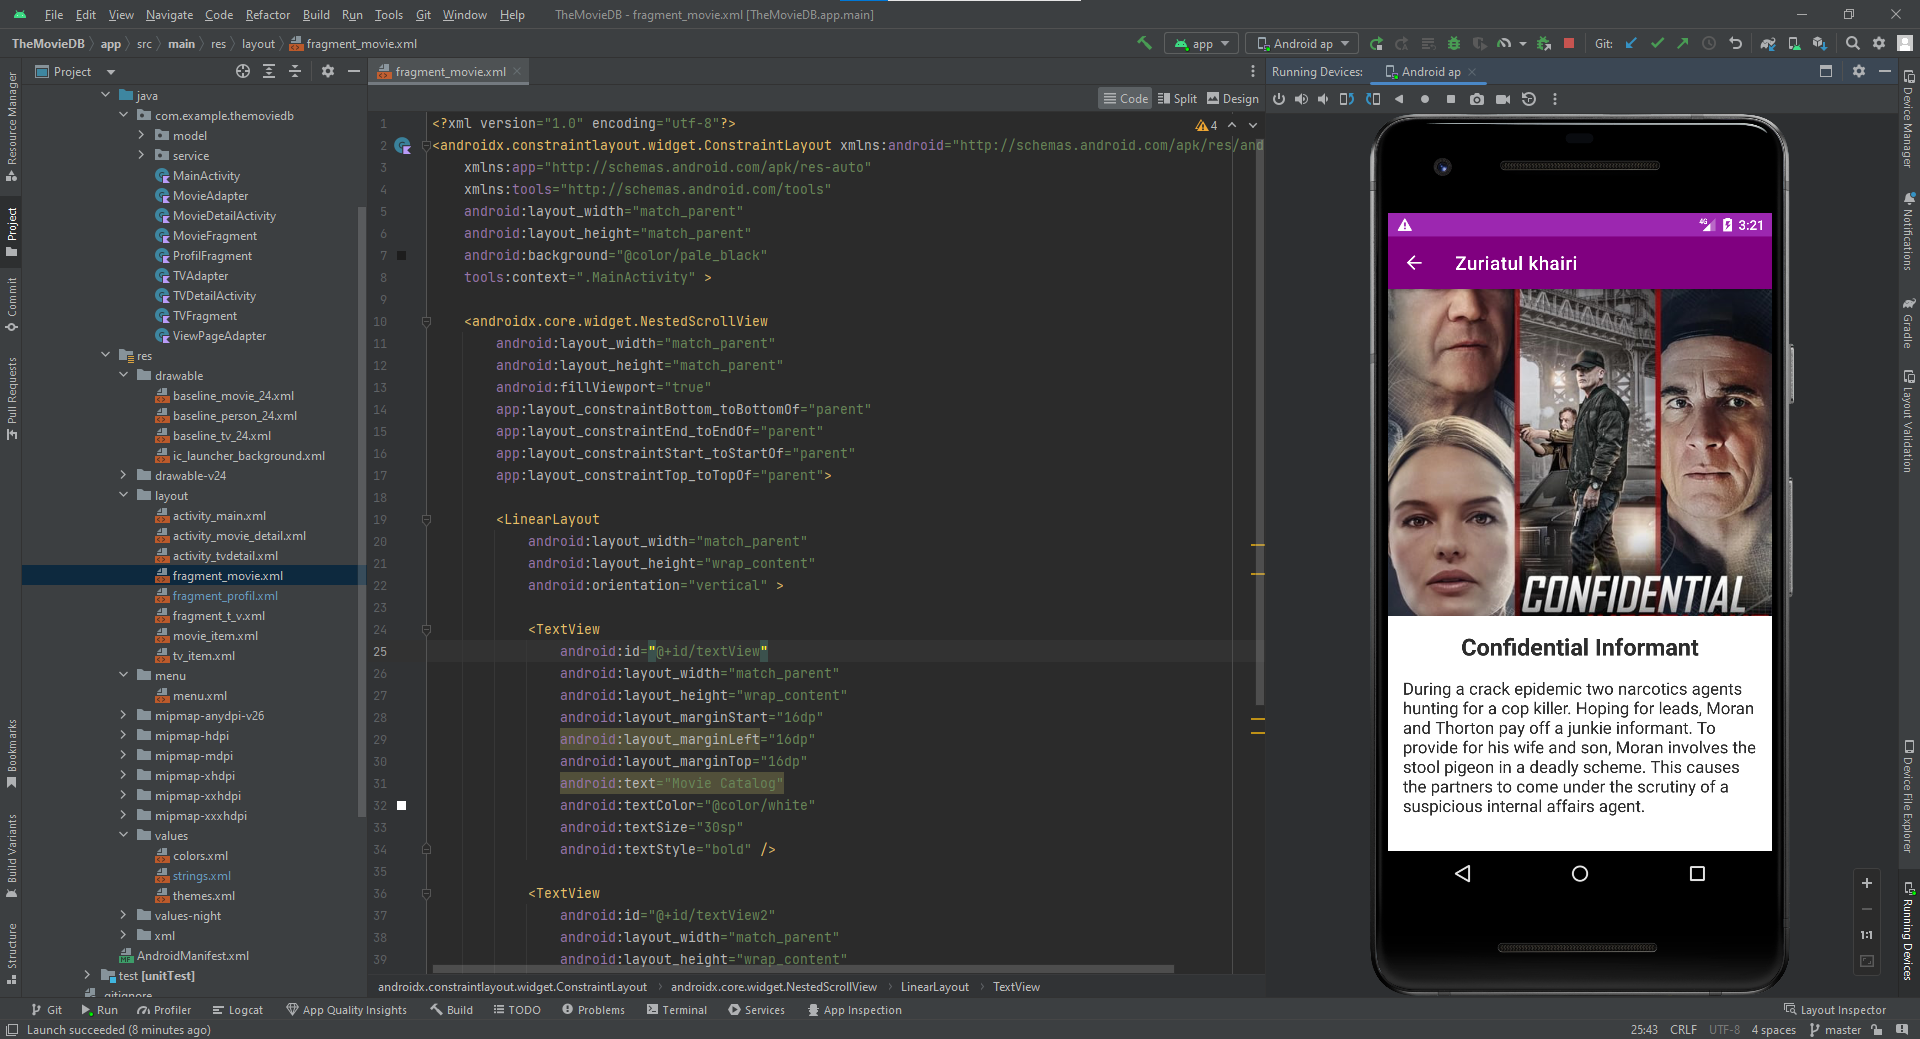 File Edit View Navigate Code Refactor Build Run Tools Git Window Help TheMovieDB - fragment_movie.xml [TheMovieDB.app.main]
TheMovieDB app src main res layout fragment_movie.xml
app
Android ap
Git:
Project
fragment_movie.xml
Running Devices:
Android ap
Code Split Design
Resource Manager
Project
Commit
Pull Requests
Bookmarks
Build Variants
Structure
java
com.example.themoviedb
model
service
MainActivity
MovieAdapter
MovieDetailActivity
MovieFragment
ProfilFragment
TVAdapter
TVDetailActivity
TVFragment
ViewPageAdapter
res
drawable
baseline_movie_24.xml
baseline_person_24.xml
baseline_tv_24.xml
ic_launcher_background.xml
drawable-v24
layout
activity_main.xml
activity_movie_detail.xml
activity_tvdetail.xml
fragment_movie.xml
fragment_profil.xml
fragment_t_v.xml
movie_item.xml
tv_item.xml
menu
menu.xml
mipmap-anydpi-v26
mipmap-hdpi
mipmap-mdpi
mipmap-xhdpi
mipmap-xxhdpi
mipmap-xxxhdpi
values
colors.xml
strings.xml
themes.xml
values-night
xml
AndroidManifest.xml
test [unitTest]
.gitignore
4
1 <?xml version="1.0" encoding="utf-8"?>
2 <androidx.constraintlayout.widget.ConstraintLayout xmlns:android="http://schemas.android.com/apk/res/and
3 xmlns:app="http://schemas.android.com/apk/res-auto"
4 xmlns:tools="http://schemas.android.com/tools"
5 android:layout_width="match_parent"
6 android:layout_height="match_parent"
7 android:background="@color/pale_black"
8 tools:context=".MainActivity" >
9
10 <androidx.core.widget.NestedScrollView
11 android:layout_width="match_parent"
12 android:layout_height="match_parent"
13 android:fillViewport="true"
14 app:layout_constraintBottom_toBottomOf="parent"
15 app:layout_constraintEnd_toEndOf="parent"
16 app:layout_constraintStart_toStartOf="parent"
17 app:layout_constraintTop_toTopOf="parent">
18
19 <LinearLayout
20 android:layout_width="match_parent"
21 android:layout_height="wrap_content"
22 android:orientation="vertical" >
23
24 <TextView
25 android:id="@+id/textView"
26 android:layout_width="match_parent"
27 android:layout_height="wrap_content"
28 android:layout_marginStart="16dp"
29 android:layout_marginLeft="16dp"
30 android:layout_marginTop="16dp"
31 android:text="Movie Catalog"
32 android:textColor="@color/white"
33 android:textSize="30sp"
34 android:textStyle="bold" />
35
36 <TextView
37 android:id="@+id/textView2"
38 android:layout_width="match_parent"
39 android:layout_height="wrap_content"
androidx.constraintlayout.widget.ConstraintLayout androidx.core.widget.NestedScrollView LinearLayout TextView
4G 3:21
Zuriatul khairi
CONFIDENTIAL
Confidential Informant
During a crack epidemic two narcotics agents
hunting for a cop killer. Hoping for leads, Moran
and Thorton pay off a junkie informant. To
provide for his wife and son, Moran involves the
stool pigeon in a deadly scheme. This causes
the partners to come under the scrutiny of a
suspicious internal affairs agent.
1:1
Device Manager
Notifications
Gradle
Layout Validation
Device File Explorer
Running Devices
Git Run Profiler Logcat App Quality Insights Build TODO Problems Terminal Services App Inspection Layout Inspector
Launch succeeded (8 minutes ago)
25:43 CRLF UTF-8 4 spaces master